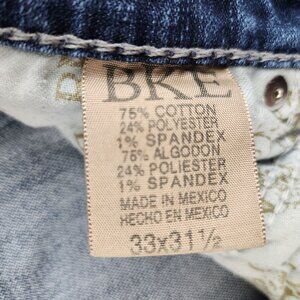 BKE
75% COTTON
24% POLYESTER
1% SPANDEX
75% ALGODON
24% POLIESTER
1% SPANDEX
MADE IN MEXICO
HECHO EN MEXICO
33x31½